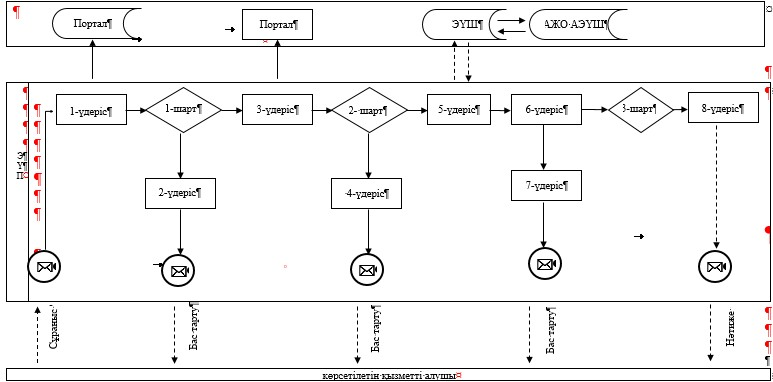 Портал
Портал
ЭҮШ
АЖО АЭҮШ
1-үдеріс
1-шарт
3-үдеріс
2- шарт
5-үдеріс
6-үдеріс
3-шарт
8-үдеріс
2-үдеріс
4-үдеріс
7-үдеріс
Сұраныс
Бас тарту
Бас тарту
Бас тарту
Нәтиже
көрсетілетін қызметті алушы